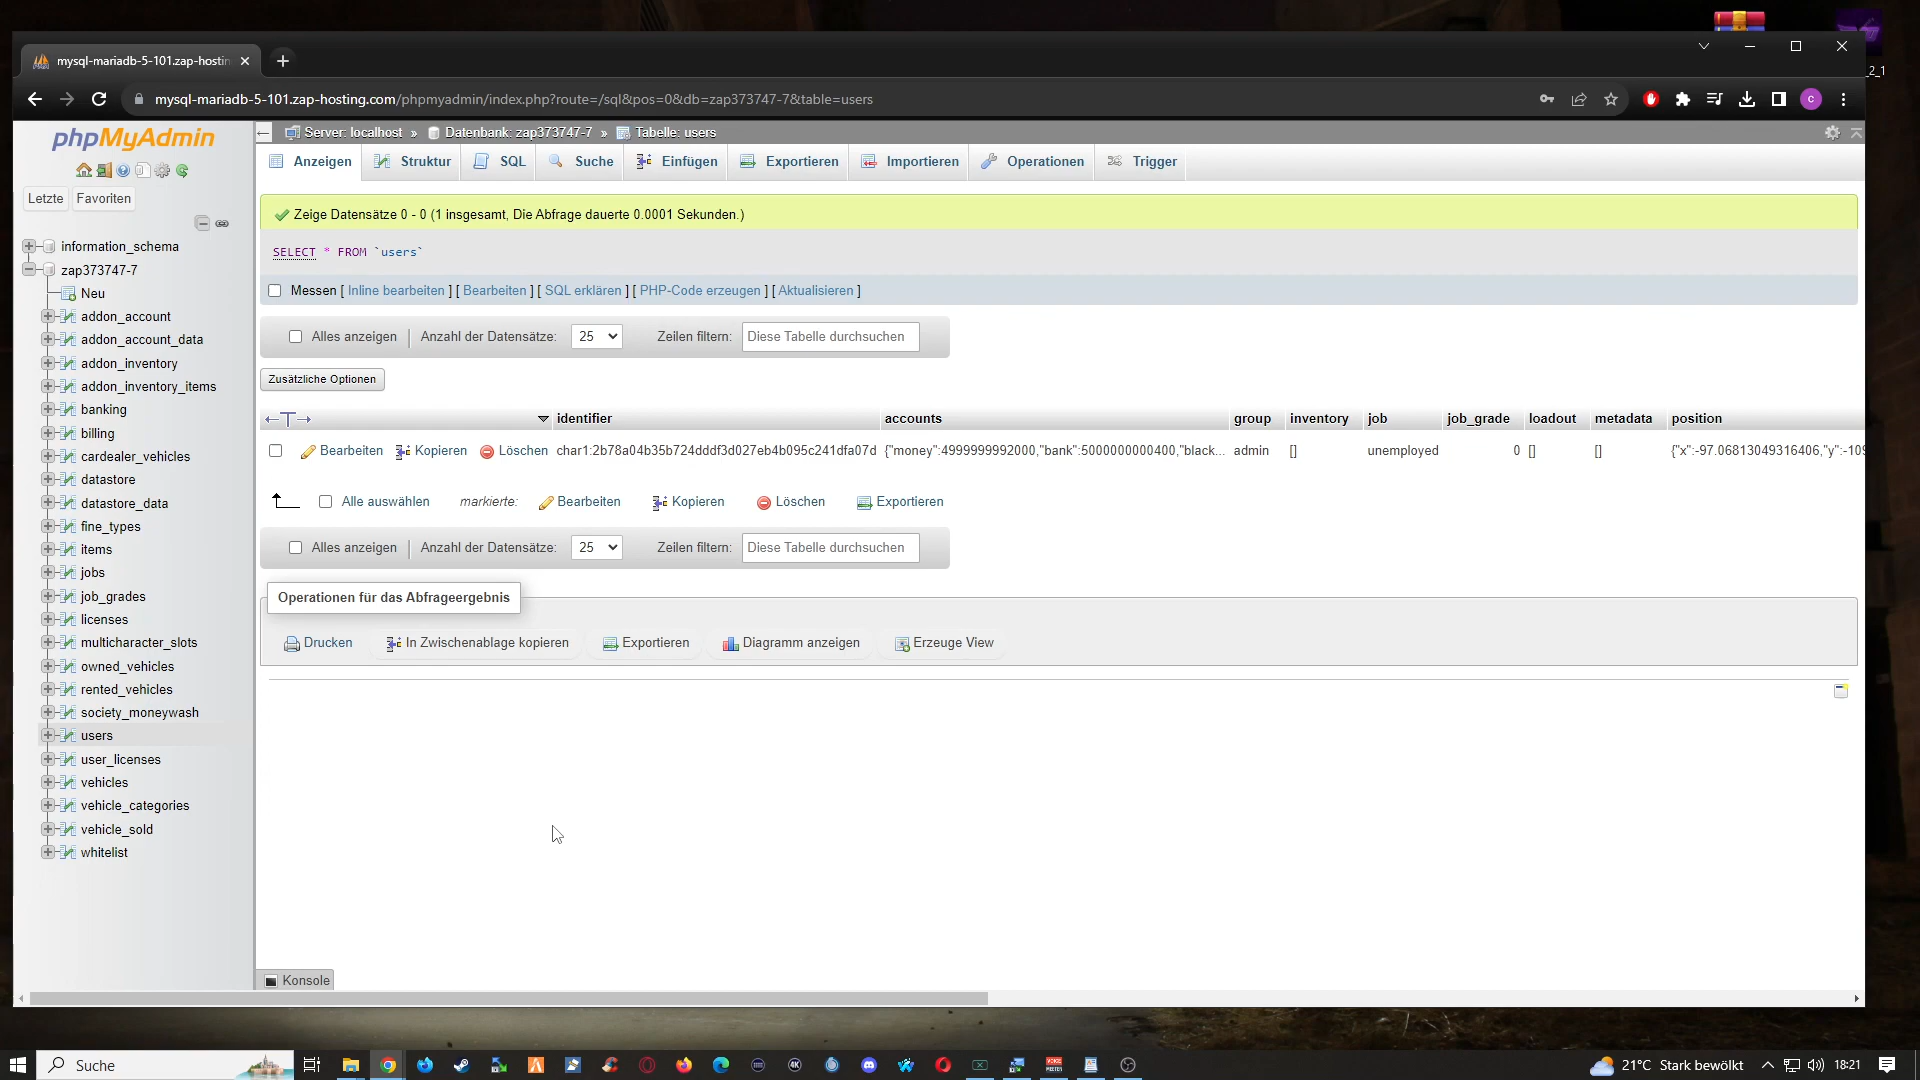 _2_1
mysql-mariadb-5-101.zap-hostin
mysql-mariadb-5-101.zap-hosting.com/phpmyadmin/index.php?route=/sql&pos=0&db=zap373747-7&table=users
C
phpMyAdmin
Server: localhost » Datenbank: zap373747-7 » Tabelle: users
Anzeigen Struktur SQL Suche Einfügen Exportieren Importieren Operationen Trigger
Letzte Favoriten
information_schema
zap373747-7
Neu
addon_account
addon_account_data
addon_inventory
addon_inventory_items
banking
billing
cardealer_vehicles
datastore
datastore_data
fine_types
items
jobs
job_grades
licenses
multicharacter_slots
owned_vehicles
rented_vehicles
society_moneywash
users
user_licenses
vehicles
vehicle_categories
vehicle_sold
whitelist
Zeige Datensätze 0 - 0 (1 insgesamt, Die Abfrage dauerte 0.0001 Sekunden.)
SELECT * FROM `users`
Messen [ Inline bearbeiten ] [ Bearbeiten ] [ SQL erklären ] [ PHP-Code erzeugen ] [ Aktualisieren ]
Alles anzeigen Anzahl der Datensätze: 25 Zeilen filtern: Diese Tabelle durchsuchen
Zusätzliche Optionen
identifier accounts group inventory job job_grade loadout metadata position
Bearbeiten Kopieren Löschen char1:2b78a04b35b724dddf3d027eb4b095c241dfa07d {"money":4999999992000,"bank":5000000000400,"black... admin [] unemployed 0 [] [] {"x":-97.06813049316406,"y":-109
Alle auswählen markierte: Bearbeiten Kopieren Löschen Exportieren
Alles anzeigen Anzahl der Datensätze: 25 Zeilen filtern: Diese Tabelle durchsuchen
Operationen für das Abfrageergebnis
Drucken In Zwischenablage kopieren Exportieren Diagramm anzeigen Erzeuge View
Konsole
Suche
4K
21°C Stark bewölkt
18:21